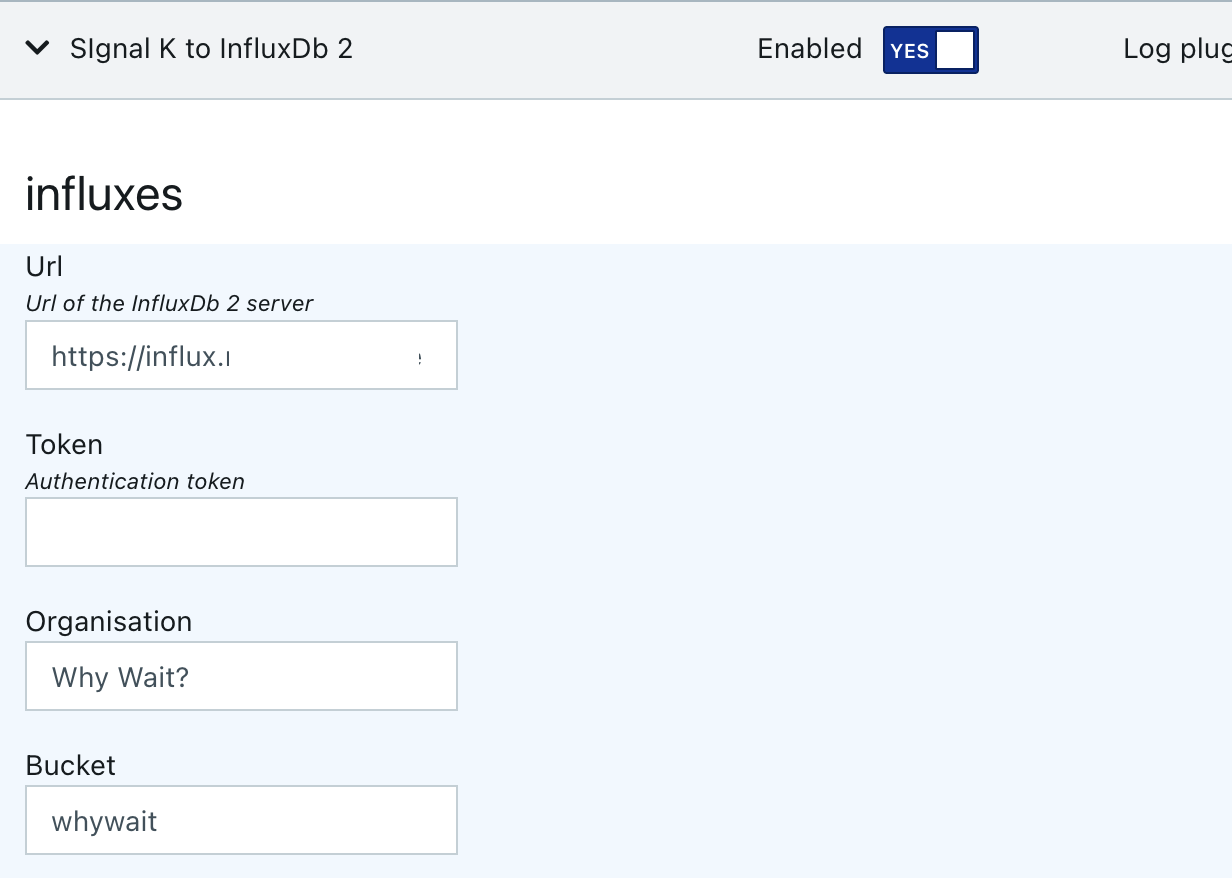 SIgnal K to InfluxDb 2 Enabled YES Log plug
influxes
Url
Url of the InfluxDb 2 server
https://influx.
Token
Authentication token
Organisation
Why Wait?
Bucket
whywait